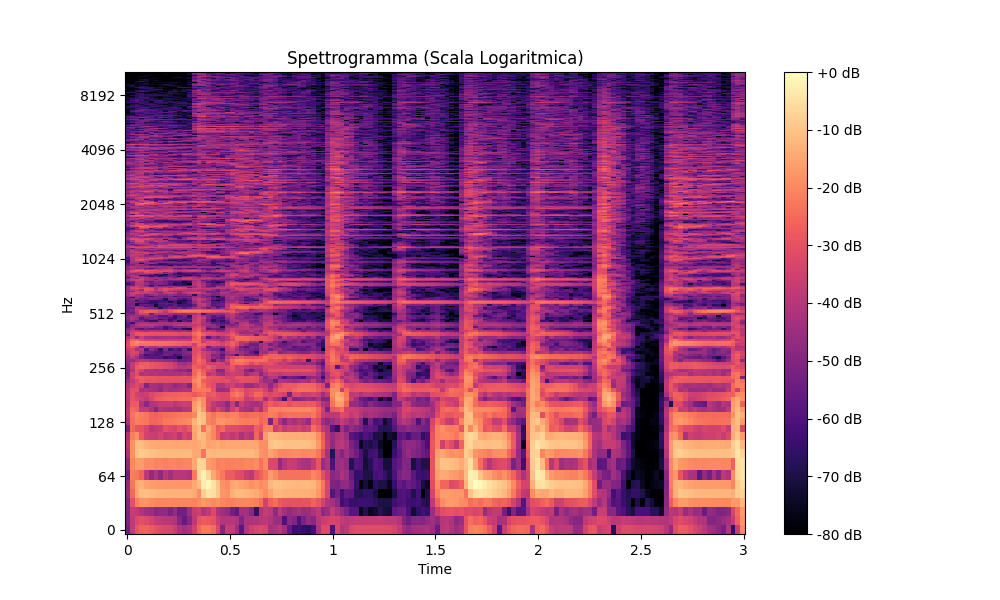 Spettrogramma (Scala Logaritmica)
8192
4096
2048
1024
512
256
128
64
0
Hz
0
0.5
1
1.5
2
2.5
3
Time
+0 dB
-10 dB
-20 dB
-30 dB
-40 dB
-50 dB
-60 dB
-70 dB
-80 dB